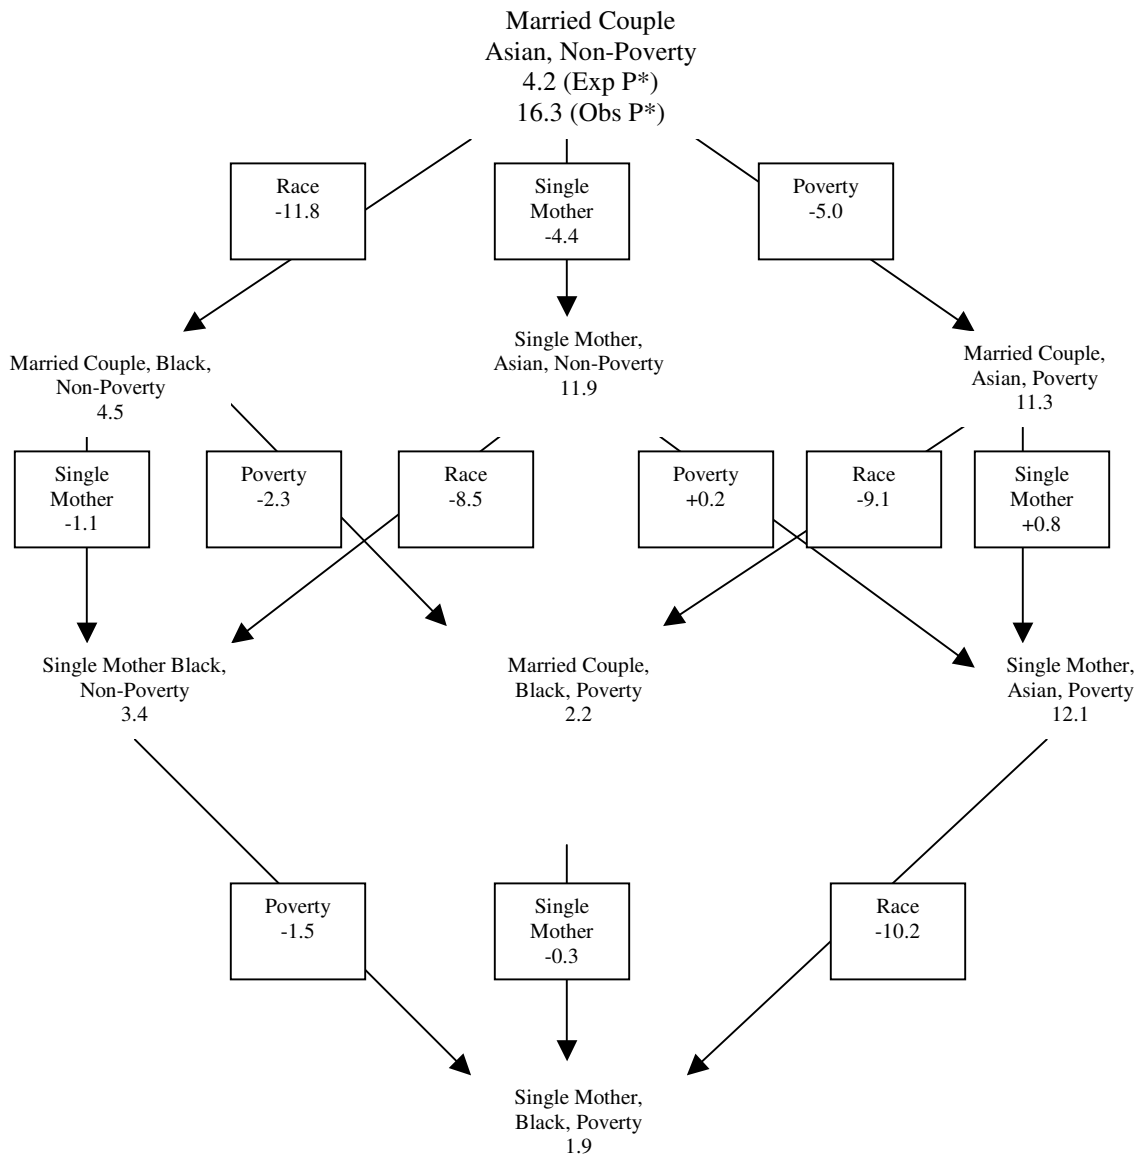 Married Couple
Asian, Non-Poverty
4.2 (Exp P*)
16.3 (Obs P*)
Race
-11.8
Single
Mother
-4.4
Poverty
-5.0
Married Couple, Black,
Non-Poverty
4.5
Single Mother,
Asian, Non-Poverty
11.9
Married Couple,
Asian, Poverty
11.3
Single
Mother
-1.1
Poverty
-2.3
Race
-8.5
Poverty
+0.2
Race
-9.1
Single
Mother
+0.8
Single Mother Black,
Non-Poverty
3.4
Married Couple,
Black, Poverty
2.2
Single Mother,
Asian, Poverty
12.1
Poverty
-1.5
Single
Mother
-0.3
Race
-10.2
Single Mother,
Black, Poverty
1.9